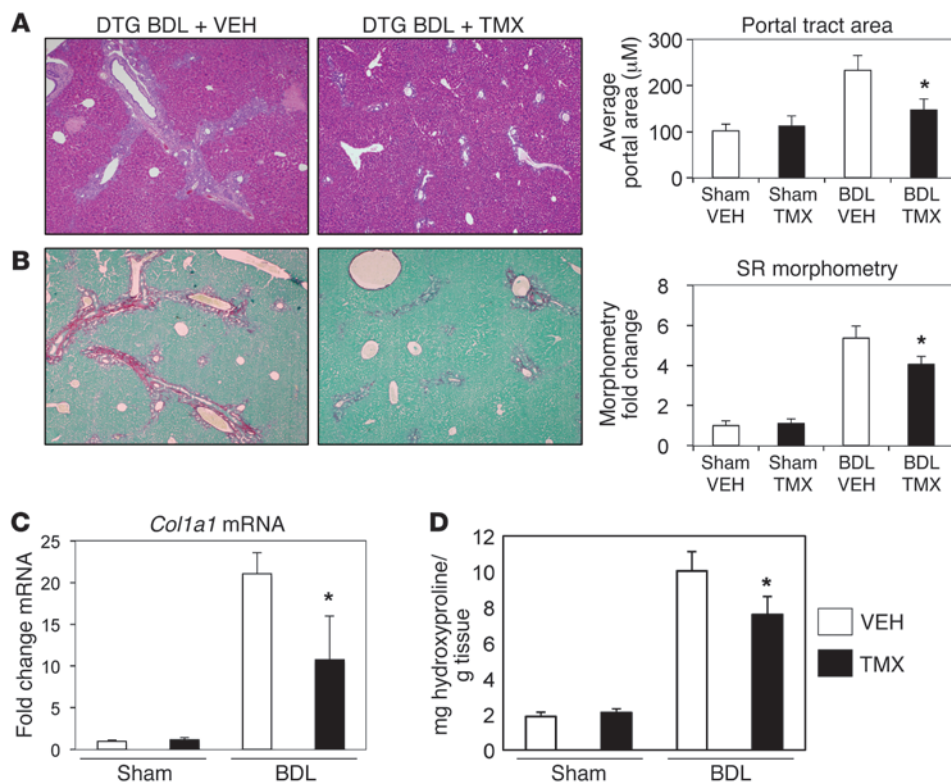 A
DTG BDL + VEH
DTG BDL + TMX
Portal tract area
Average
portal area (μM)
300
200
100
0
Sham
VEH
Sham
TMX
BDL
VEH
*
BDL
TMX
B
SR morphometry
Morphometry
fold change
8
6
4
2
0
Sham
VEH
Sham
TMX
BDL
VEH
*
BDL
TMX
C
Col1a1 mRNA
Fold change mRNA
25
20
15
10
5
0
*
Sham
BDL
D
mg hydroxyproline/
g tissue
12
10
8
6
4
2
0
*
Sham
BDL
VEH
TMX